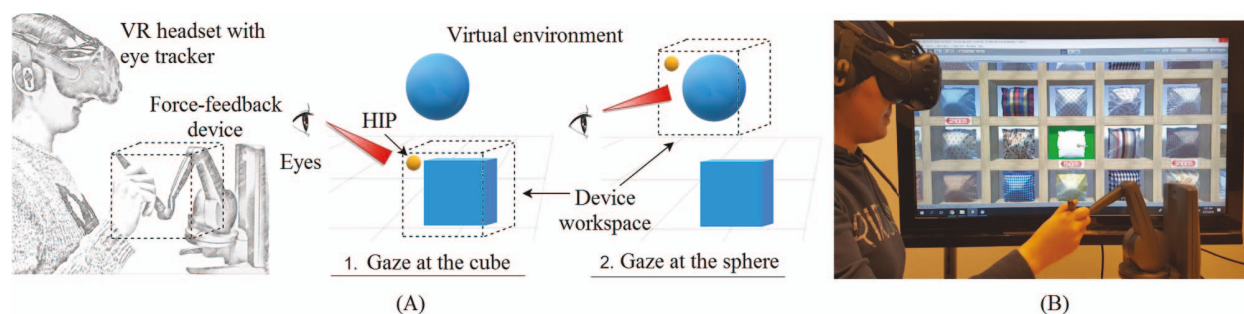 VR headset with
eye tracker
Force-feedback
device
Eyes
HIP
Virtual environment
Device
workspace
1. Gaze at the cube
2. Gaze at the sphere
(A)
(B)